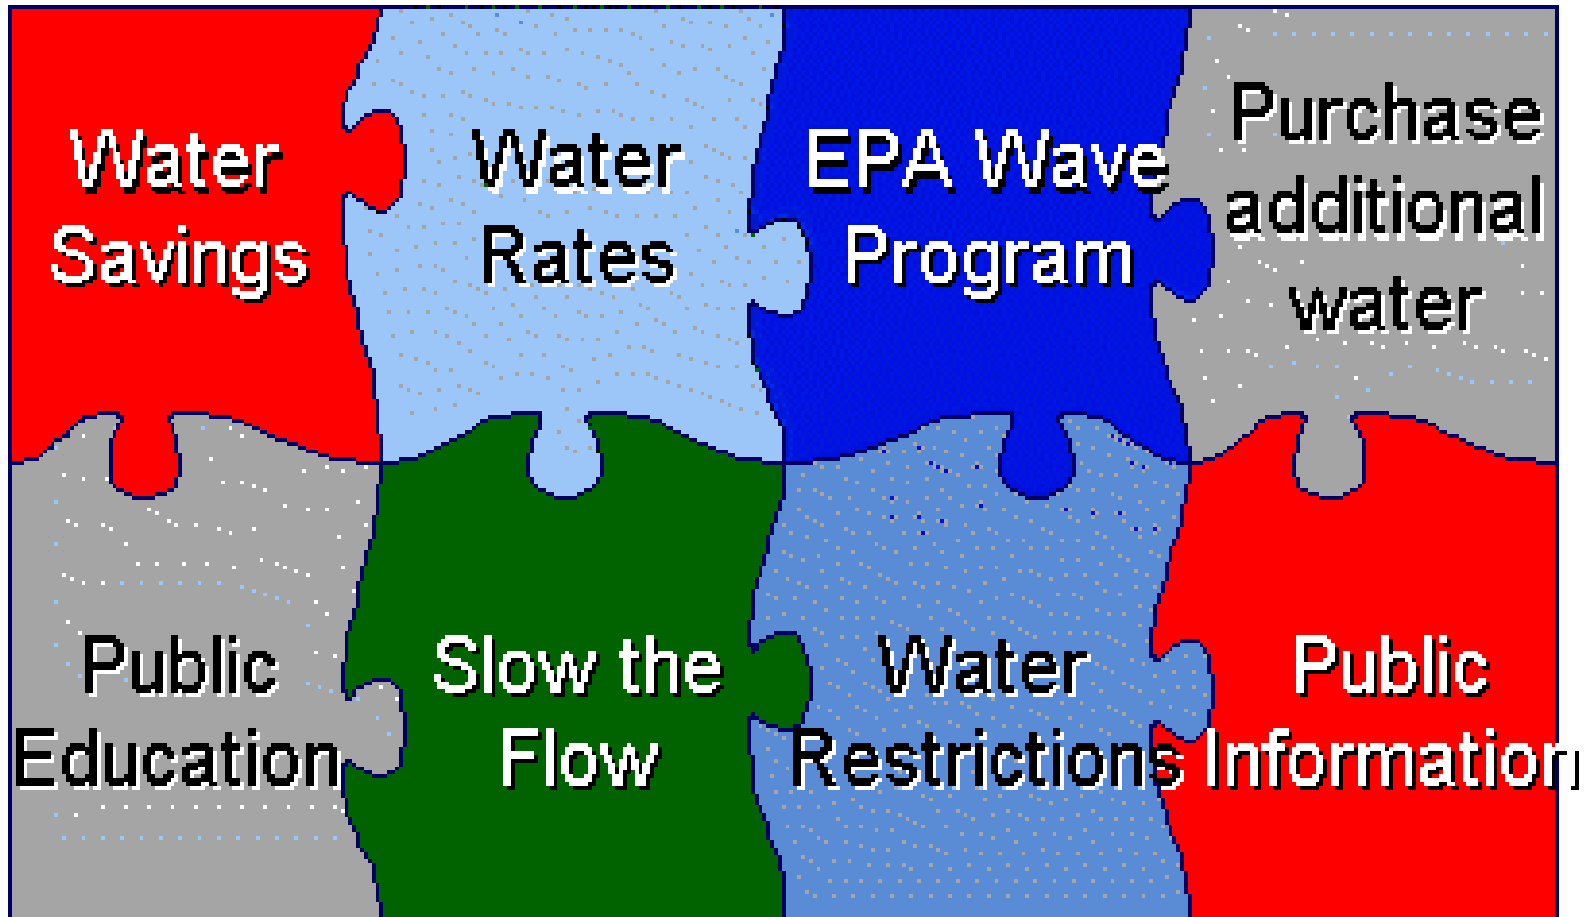 Water
Savings
Water
Rates
EPA Wave
Program
Purchase
additional
water
Public
Education
Slow the
Flow
Water
Restrictions
Public
Information